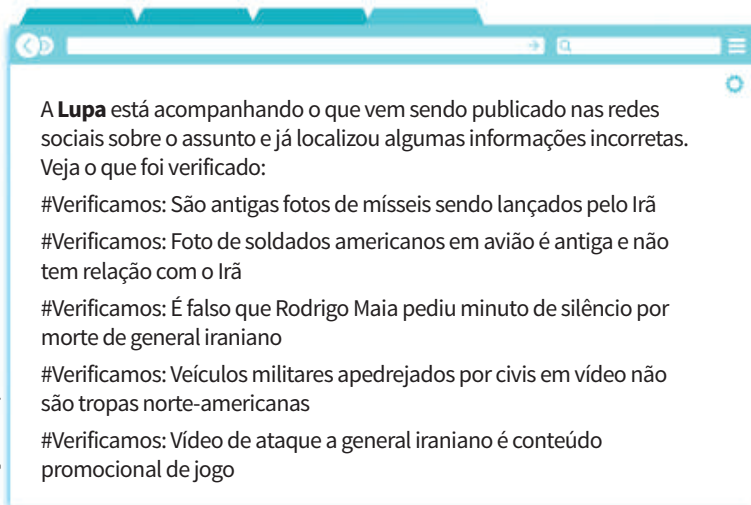 A Lupa está acompanhando o que vem sendo publicado nas redes
sociais sobre o assunto e já localizou algumas informações incorretas.
Veja o que foi verificado:
#Verificamos: São antigas fotos de mísseis sendo lançados pelo Irã
#Verificamos: Foto de soldados americanos em avião é antiga e não
tem relação com o Irã
#Verificamos: É falso que Rodrigo Maia pediu minuto de silêncio por
morte de general iraniano
#Verificamos: Veículos militares apedrejados por civis em vídeo não
são tropas norte-americanas
#Verificamos: Vídeo de ataque a general iraniano é conteúdo
promocional de jogo